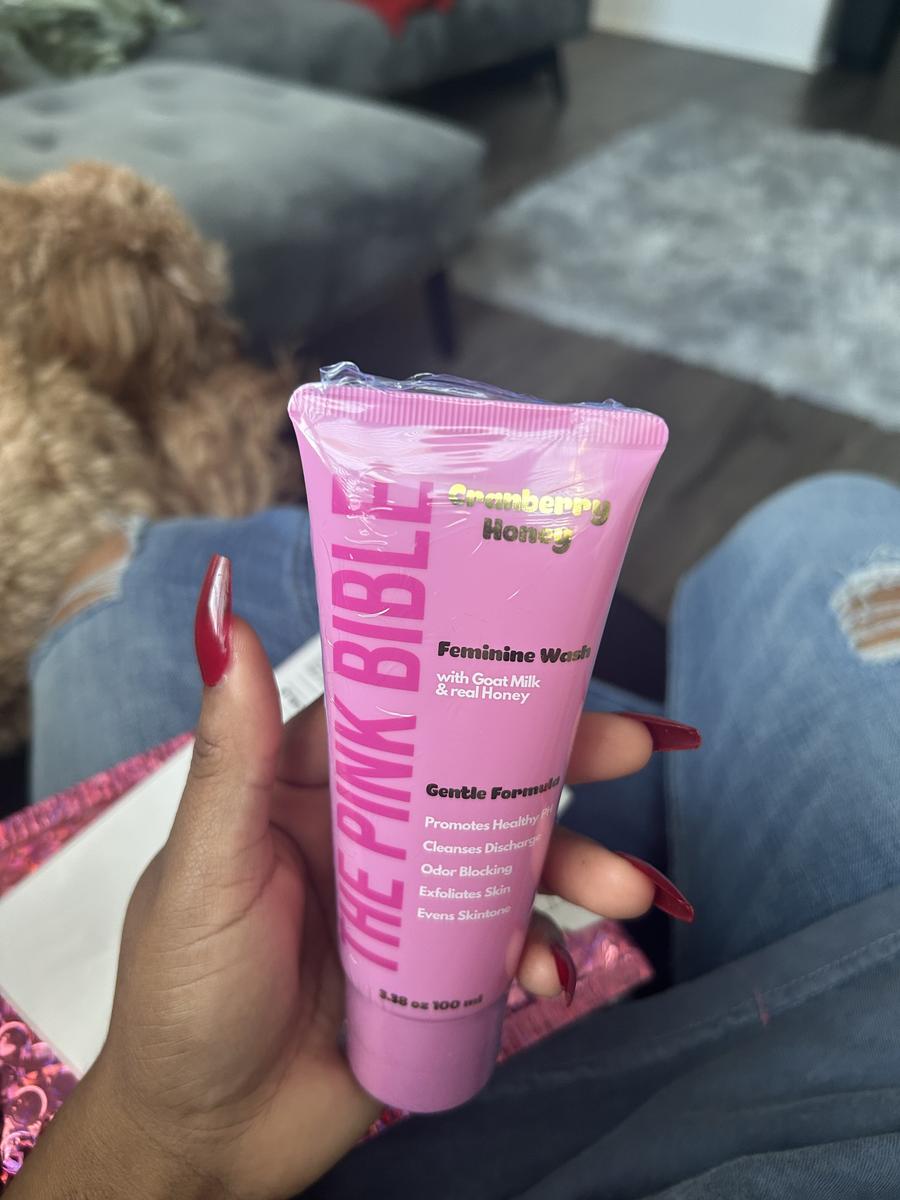 THE PINK BIBLE
Cranberry
Honey
Feminine Wash
with Goat Milk
& real Honey
Gentle Formula
Promotes Healthy PH
Cleanses Discharge
Odor Blocking
Exfoliates Skin
Evens Skintone
3.38 oz 100 ml